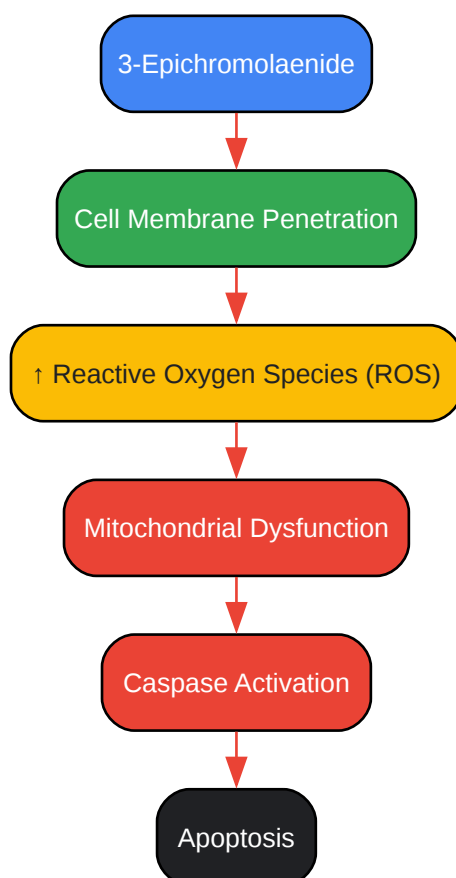 3-Epichromolaenide
Cell Membrane Penetration
↑ Reactive Oxygen Species (ROS)
Mitochondrial Dysfunction
Caspase Activation
Apoptosis